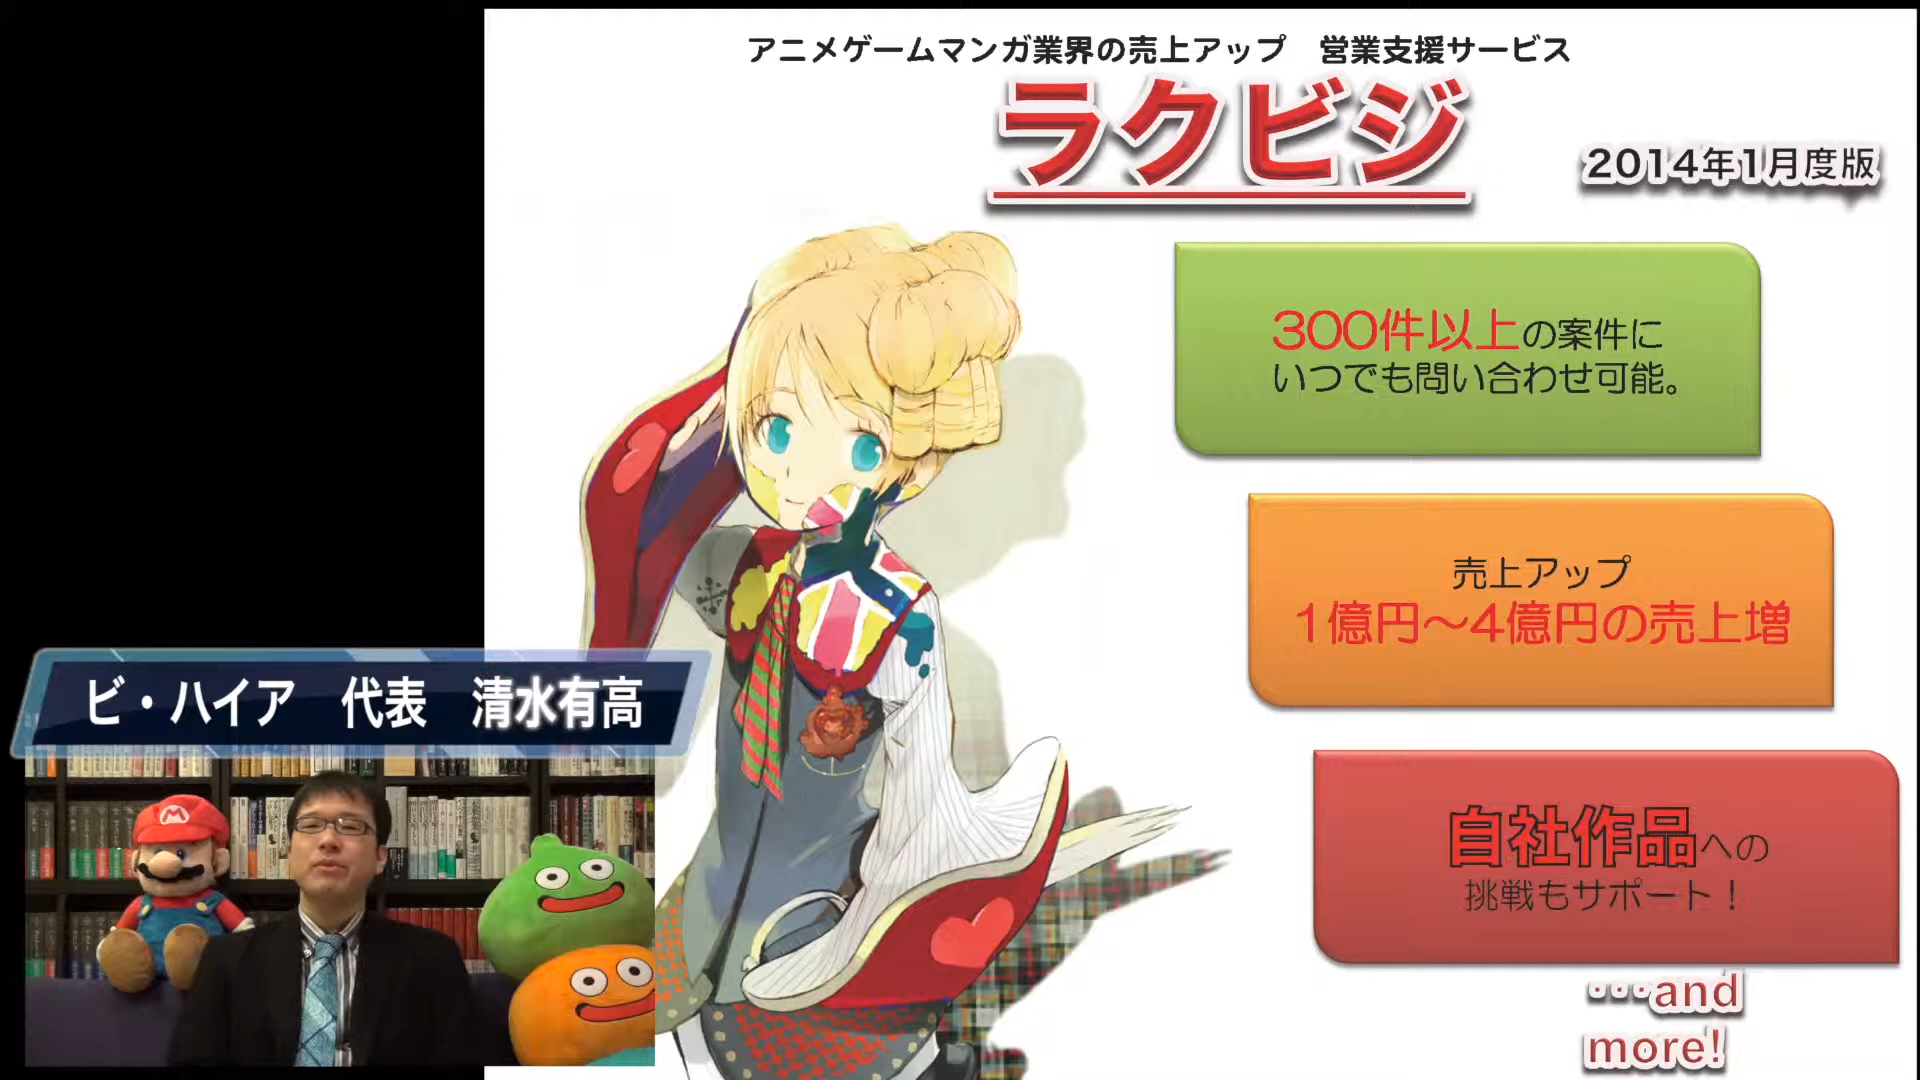 アニメゲームマンガ業界の売上アップ　営業支援サービス
ラクビジ
2014年1月度版
300件以上の案件に
いつでも問い合わせ可能。
売上アップ
1億円～4億円の売上増
自社作品への
挑戦もサポート！
…and
more!
ビ・ハイア　代表　清水有高
M